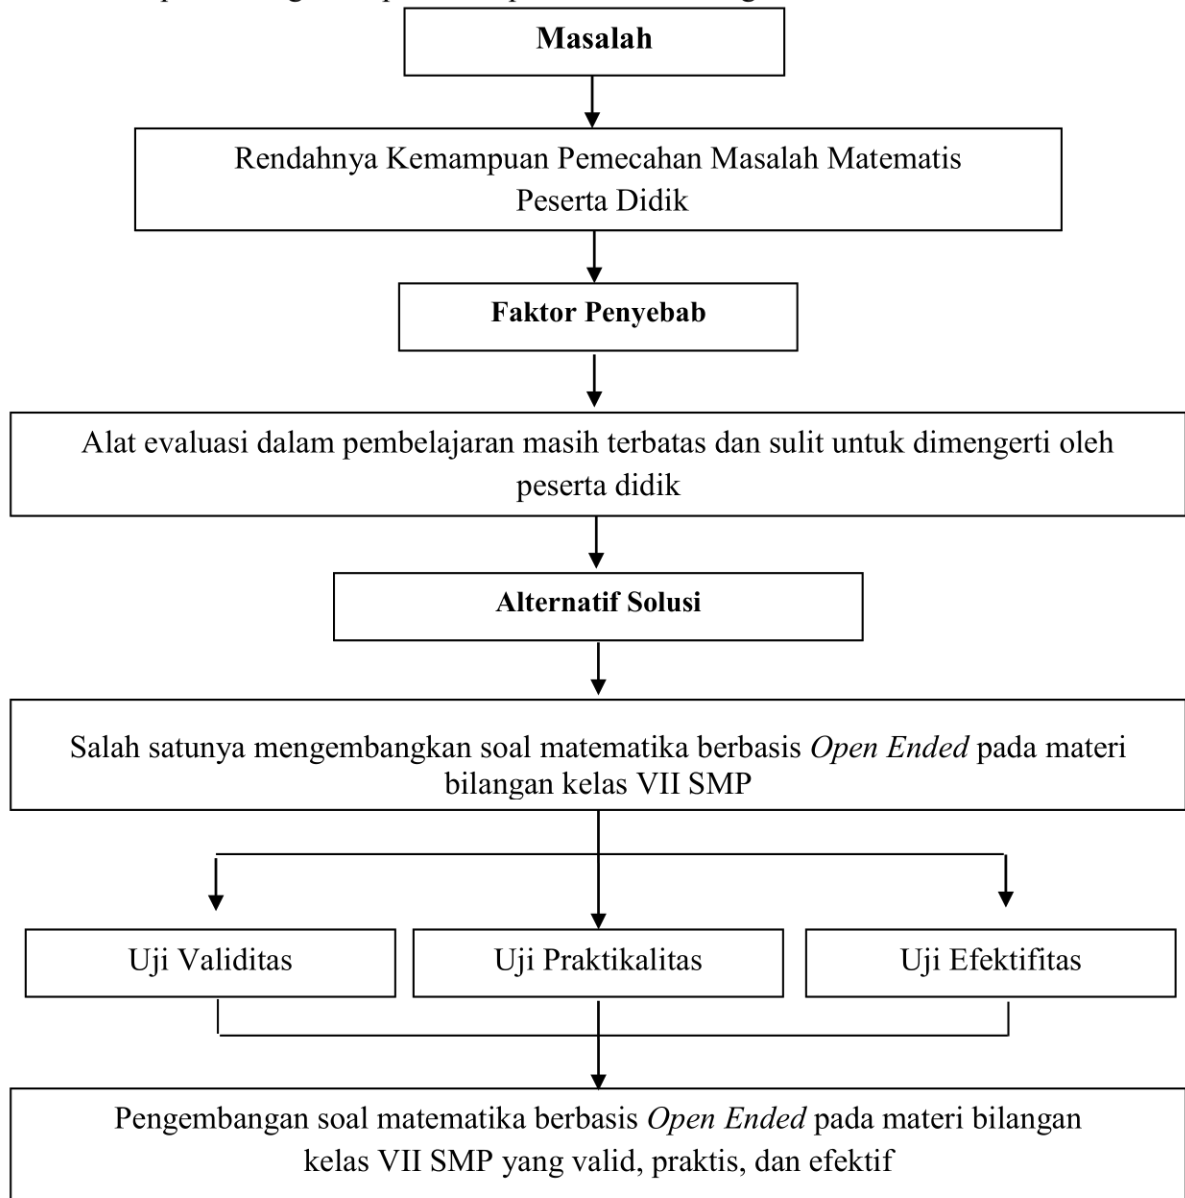 Masalah
Rendahnya Kemampuan Pemecahan Masalah Matematis
Peserta Didik
Faktor Penyebab
Alat evaluasi dalam pembelajaran masih terbatas dan sulit untuk dimengerti oleh
peserta didik
Alternatif Solusi
Salah satunya mengembangkan soal matematika berbasis Open Ended pada materi
bilangan kelas VII SMP
Uji Validitas
Uji Praktikalitas
Uji Efektifitas
Pengembangan soal matematika berbasis Open Ended pada materi bilangan
kelas VII SMP yang valid, praktis, dan efektif